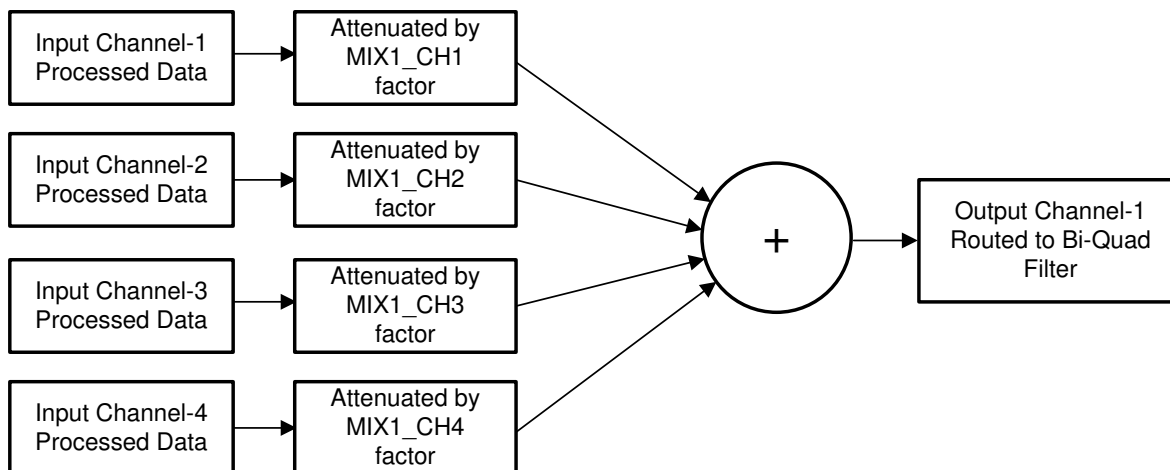 Input Channel-1
Processed Data
Attenuated by
MIX1_CH1
factor
Input Channel-2
Processed Data
Attenuated by
MIX1_CH2
factor
Input Channel-3
Processed Data
Attenuated by
MIX1_CH3
factor
Input Channel-4
Processed Data
Attenuated by
MIX1_CH4
factor
+
Output Channel-1
Routed to Bi-Quad
Filter